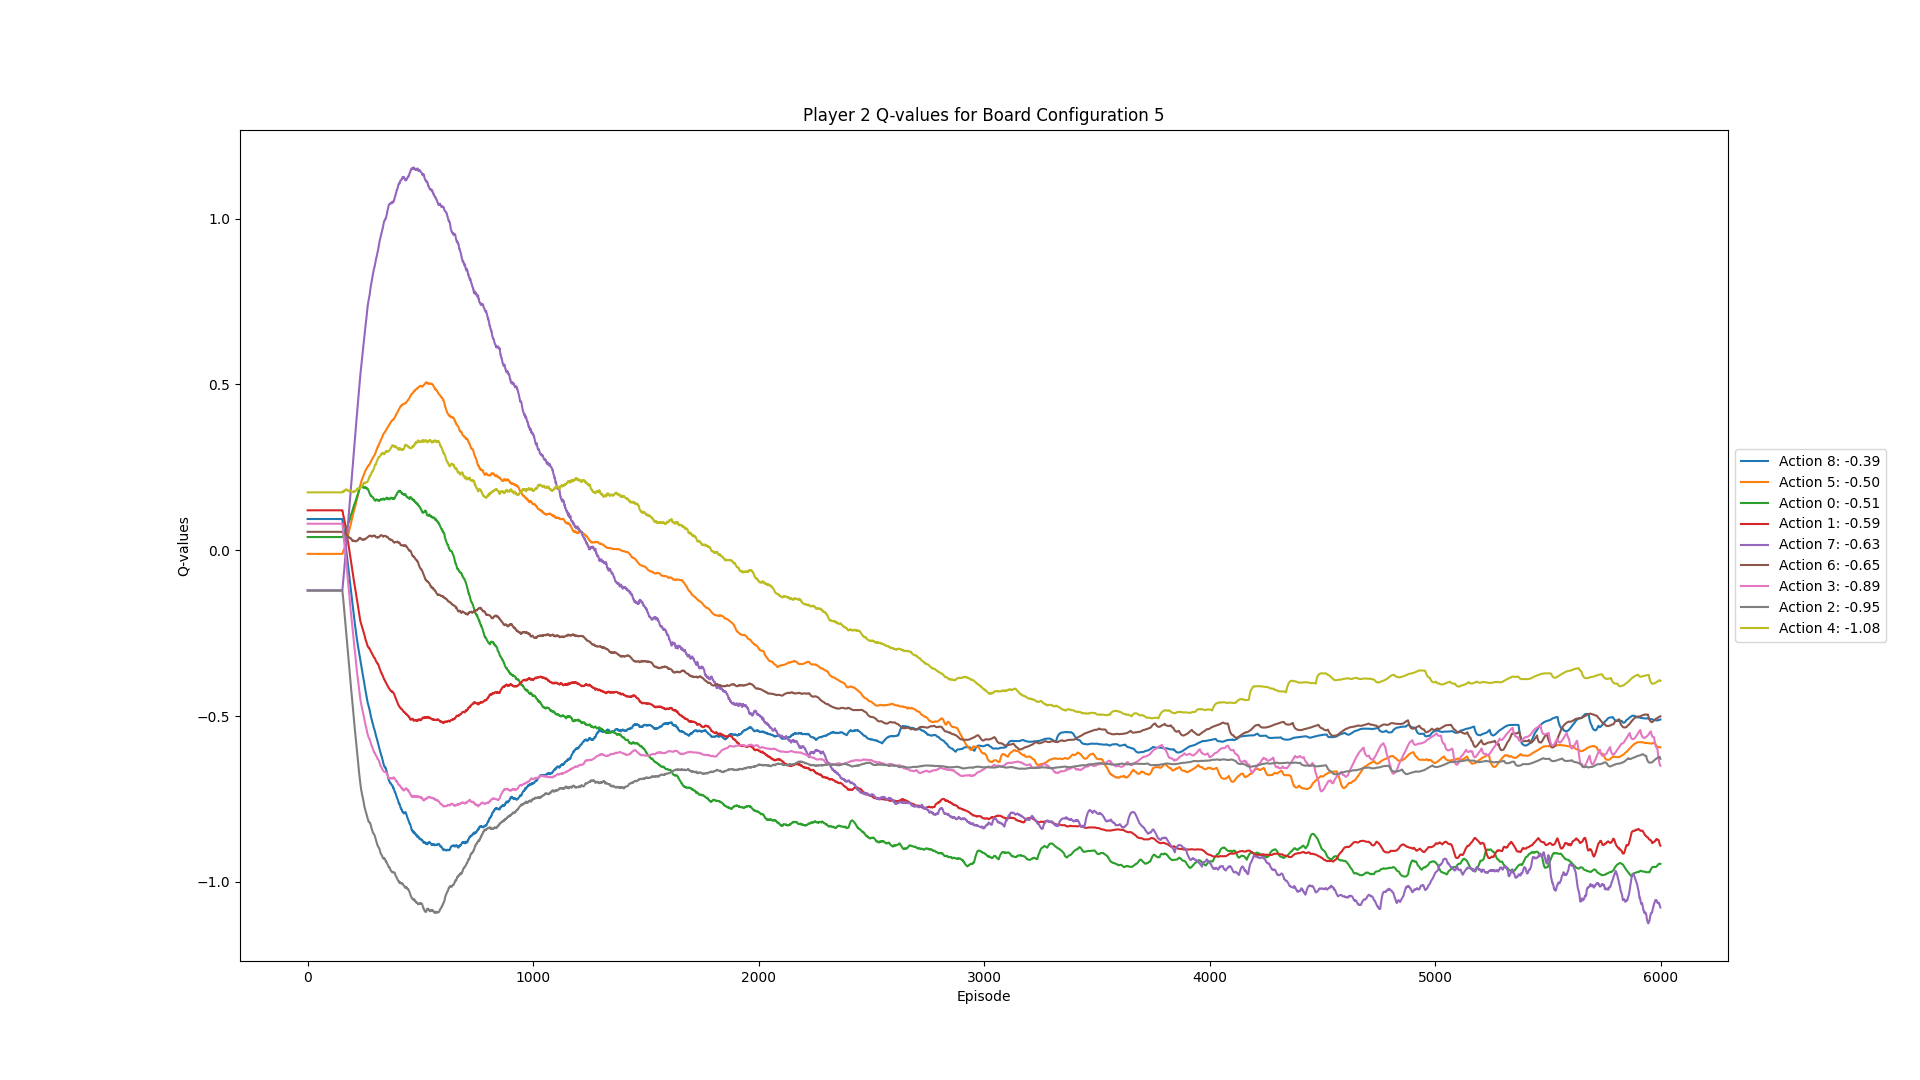 Player 2 Q-values for Board Configuration 5
1.0
0.5
0.0
−0.5
−1.0
Q-values
0 1000 2000 3000 4000 5000 6000
Episode
Action 8: -0.39
Action 5: -0.50
Action 0: -0.51
Action 1: -0.59
Action 7: -0.63
Action 6: -0.65
Action 3: -0.89
Action 2: -0.95
Action 4: -1.08